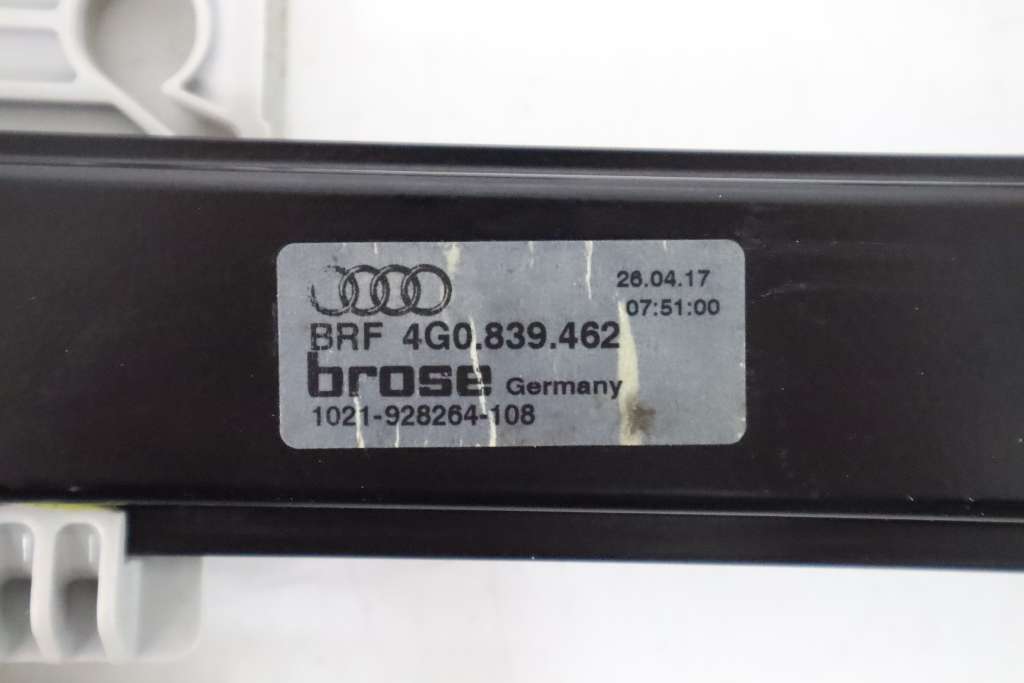 26.04.17
07:51:00
BRF 4G0.839.462
brose Germany
1021-928264-108